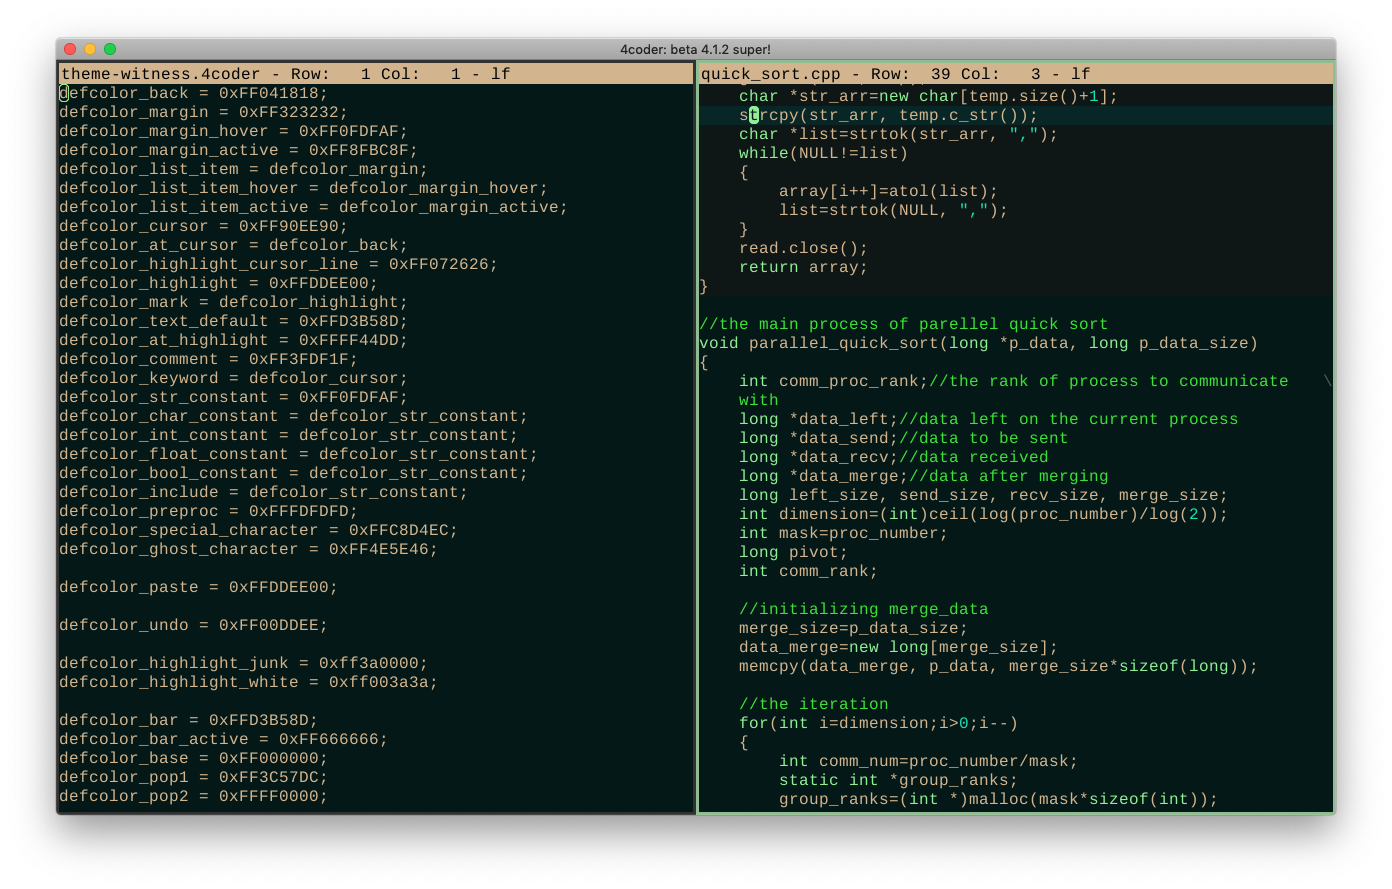 4coder: beta 4.1.2 super!
theme-witness.4coder - Row:   1 Col:   1 - lf
defcolor_back = 0xFF041818;
defcolor_margin = 0xFF323232;
defcolor_margin_hover = 0xFF0FDFAF;
defcolor_margin_active = 0xFF8FBC8F;
defcolor_list_item = defcolor_margin;
defcolor_list_item_hover = defcolor_margin_hover;
defcolor_list_item_active = defcolor_margin_active;
defcolor_cursor = 0xFF90EE90;
defcolor_at_cursor = defcolor_back;
defcolor_highlight_cursor_line = 0xFF072626;
defcolor_highlight = 0xFFDDEE00;
defcolor_mark = defcolor_highlight;
defcolor_text_default = 0xFFD3B58D;
defcolor_at_highlight = 0xFFFF44DD;
defcolor_comment = 0xFF3FDF1F;
defcolor_keyword = defcolor_cursor;
defcolor_str_constant = 0xFF0FDFAF;
defcolor_char_constant = defcolor_str_constant;
defcolor_int_constant = defcolor_str_constant;
defcolor_float_constant = defcolor_str_constant;
defcolor_bool_constant = defcolor_str_constant;
defcolor_include = defcolor_str_constant;
defcolor_preproc = 0xFFFDFDFD;
defcolor_special_character = 0xFFC8D4EC;
defcolor_ghost_character = 0xFF4E5E46;
defcolor_paste = 0xFFDDEE00;
defcolor_undo = 0xFF00DDEE;
defcolor_highlight_junk = 0xff3a0000;
defcolor_highlight_white = 0xff003a3a;
defcolor_bar = 0xFFD3B58D;
defcolor_bar_active = 0xFF666666;
defcolor_base = 0xFF000000;
defcolor_pop1 = 0xFF3C57DC;
defcolor_pop2 = 0xFFFF0000;
quick_sort.cpp - Row:  39 Col:   3 - lf
char *str_arr=new char[temp.size()+1];
strcpy(str_arr, temp.c_str());
char *list=strtok(str_arr, ",");
while(NULL!=list)
{
array[i++]=atol(list);
list=strtok(NULL, ",");
}
read.close();
return array;
}
//the main process of parellel quick sort
void parallel_quick_sort(long *p_data, long p_data_size)
{
int comm_proc_rank;//the rank of process to communicate \
with
long *data_left;//data left on the current process
long *data_send;//data to be sent
long *data_recv;//data received
long *data_merge;//data after merging
long left_size, send_size, recv_size, merge_size;
int dimension=(int)ceil(log(proc_number)/log(2));
int mask=proc_number;
long pivot;
int comm_rank;
//initializing merge_data
merge_size=p_data_size;
data_merge=new long[merge_size];
memcpy(data_merge, p_data, merge_size*sizeof(long));
//the iteration
for(int i=dimension;i>0;i--)
{
int comm_num=proc_number/mask;
static int *group_ranks;
group_ranks=(int *)malloc(mask*sizeof(int));